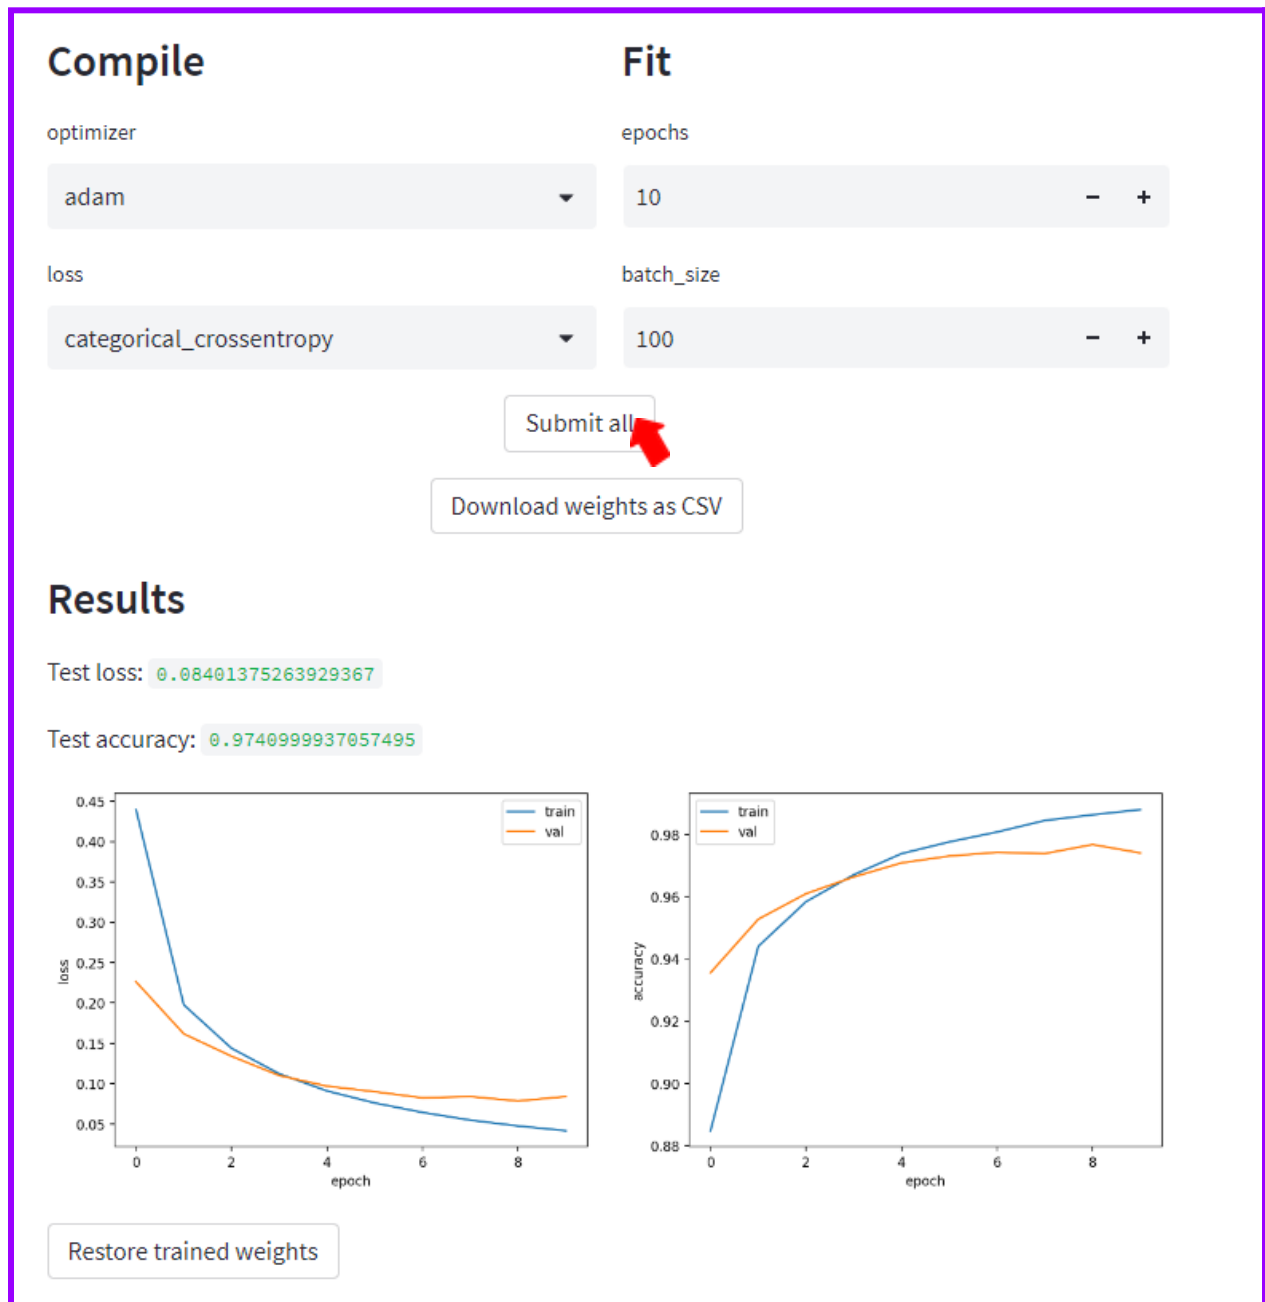 Compile
Fit
optimizer
epochs
adam
10
− +
loss
batch_size
categorical_crossentropy
100
− +
Submit all
Download weights as CSV
Results
Test loss: 0.08401375263929367
Test accuracy: 0.9740999937057495
0.45
0.40
0.35
0.30
0.25
0.20
0.15
0.10
0.05
loss
train
val
0 2 4 6 8
epoch
0.98
0.96
0.94
0.92
0.90
0.88
accuracy
train
val
0 2 4 6 8
epoch
Restore trained weights